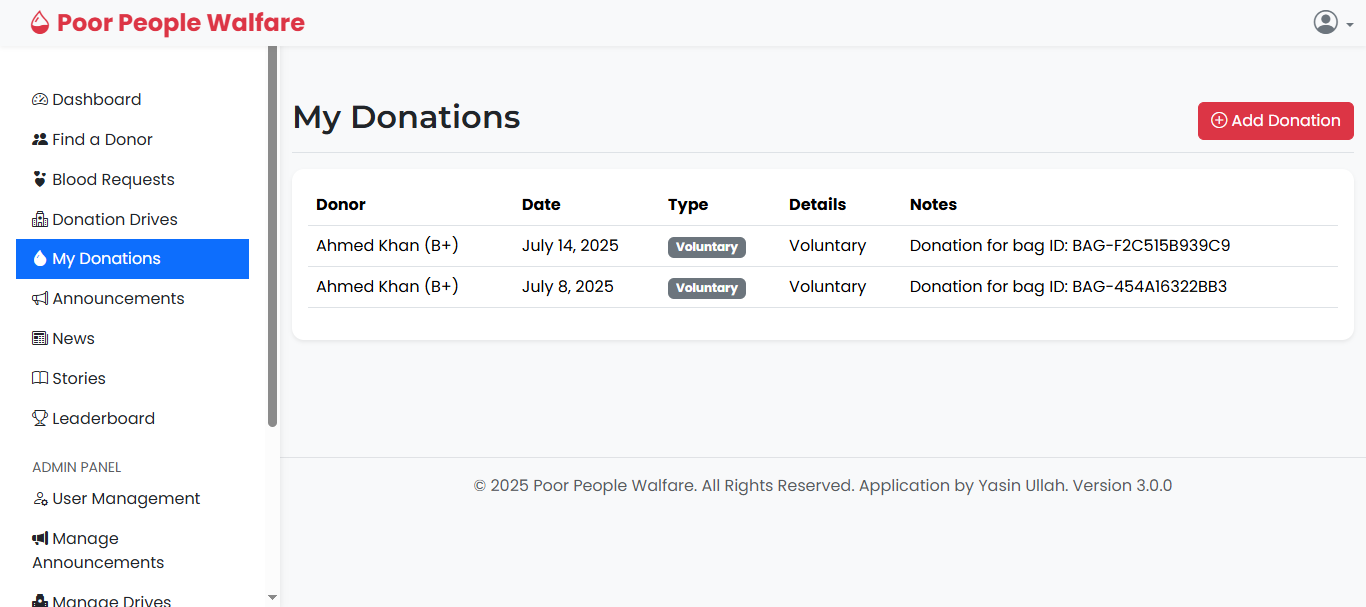 Poor People Walfare
Dashboard
Find a Donor
Blood Requests
Donation Drives
My Donations
Announcements
News
Stories
Leaderboard
ADMIN PANEL
User Management
Manage
Announcements
Manage Drives
My Donations
Add Donation
Donor Date Type Details Notes
Ahmed Khan (B+) July 14, 2025 Voluntary Voluntary Donation for bag ID: BAG-F2C515B939C9
Ahmed Khan (B+) July 8, 2025 Voluntary Voluntary Donation for bag ID: BAG-454A16322BB3
© 2025 Poor People Walfare. All Rights Reserved. Application by Yasin Ullah. Version 3.0.0